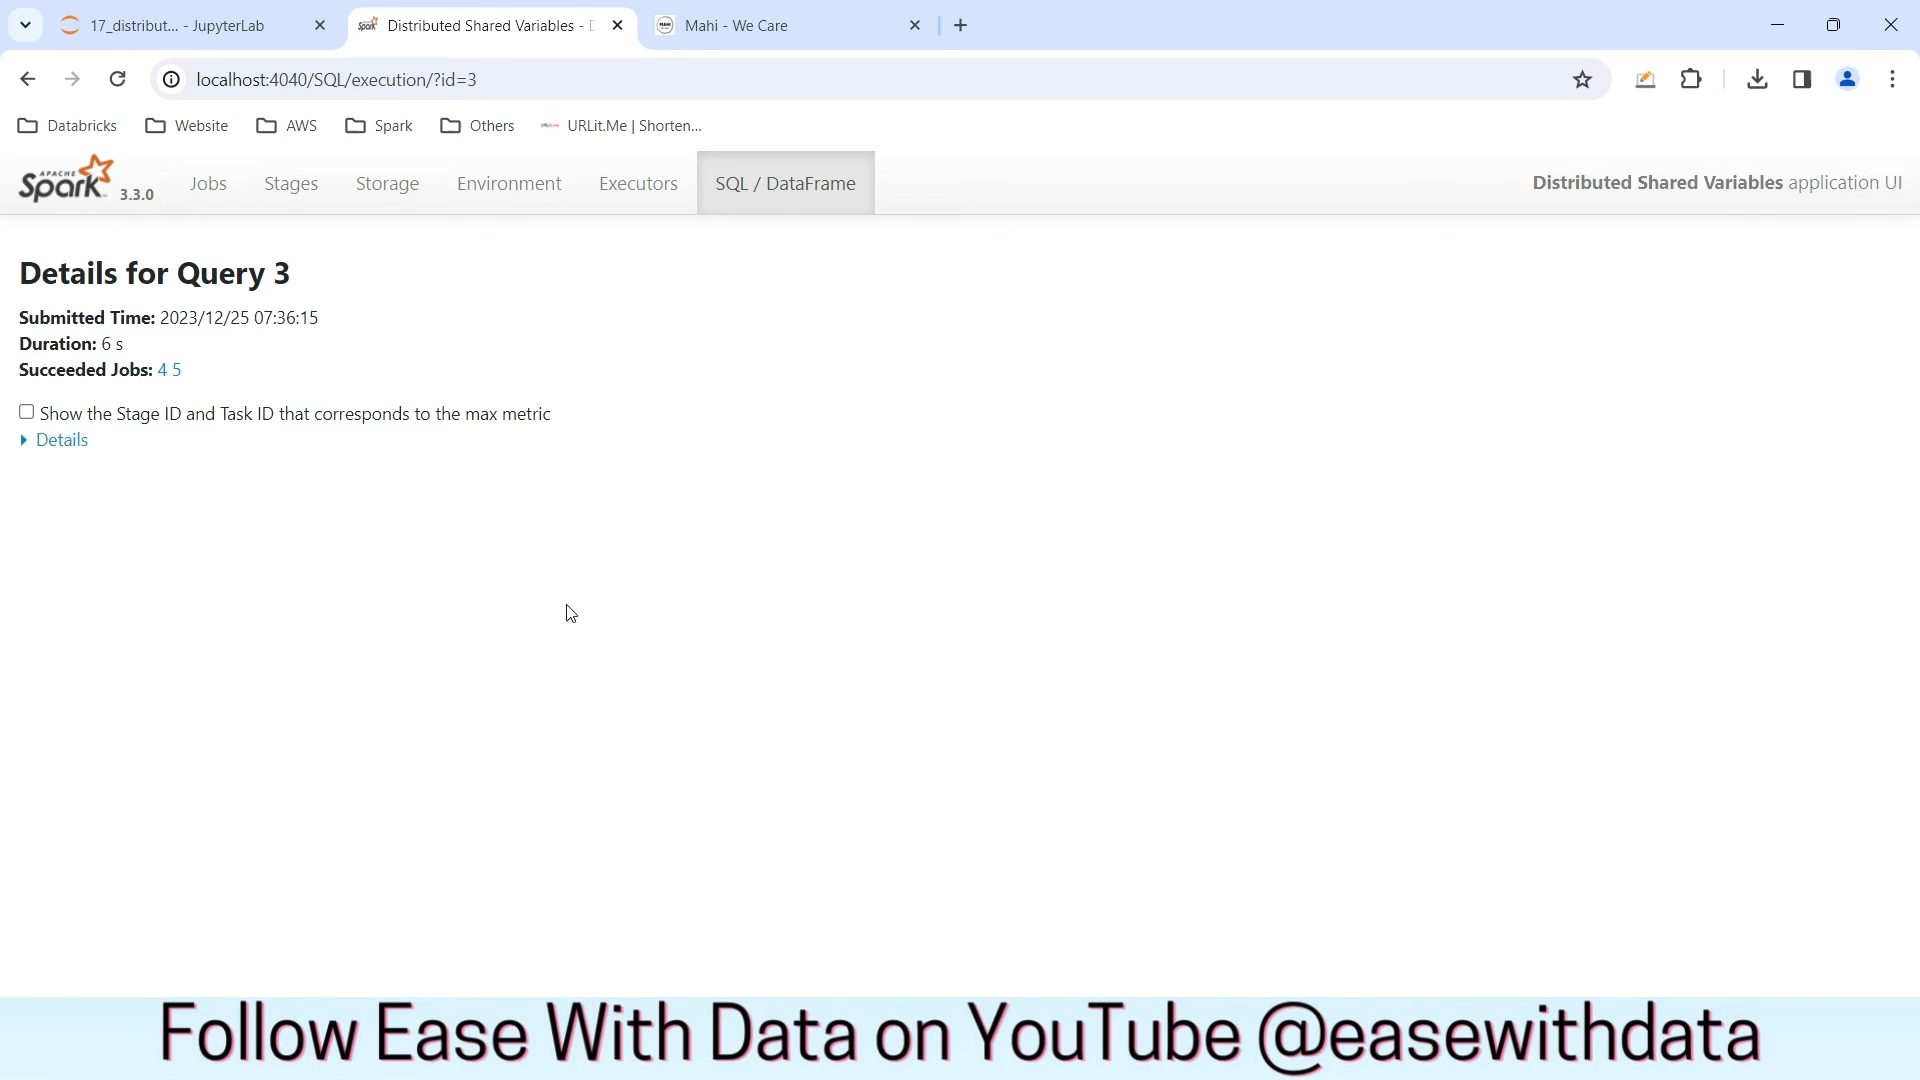 17_distribut... - JupyterLab
Spark
Distributed Shared Variables - D
MAHI
Mahi - We Care
localhost:4040/SQL/execution/?id=3
Databricks
Website
AWS
Spark
Others
URLit.Me | Shorten...
APACHE
Spark
3.3.0
Jobs
Stages
Storage
Environment
Executors
SQL / DataFrame
Distributed Shared Variables application UI
Details for Query 3
Submitted Time: 2023/12/25 07:36:15
Duration: 6 s
Succeeded Jobs: 4 5
Show the Stage ID and Task ID that corresponds to the max metric
Details
Follow Ease With Data on YouTube @easewithdata